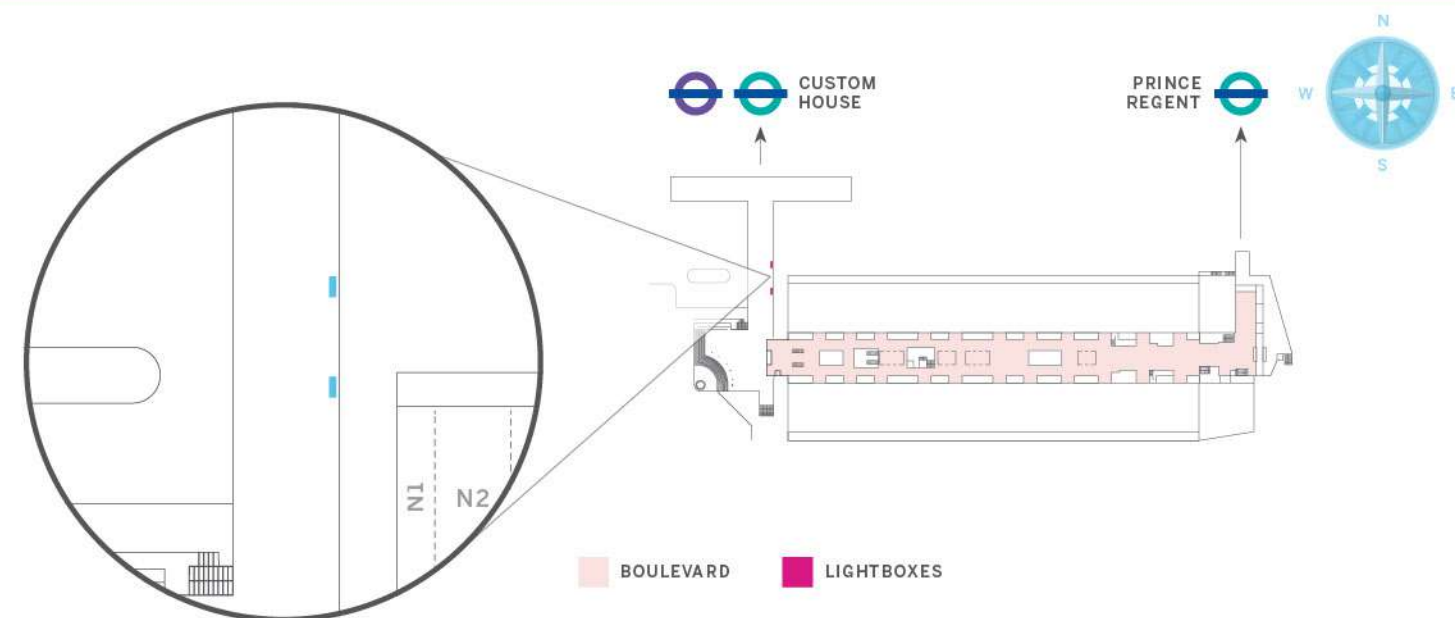 N
CUSTOM
HOUSE
PRINCE
REGENT
W
E
S
N1
N2
BOULEVARD
LIGHTBOXES